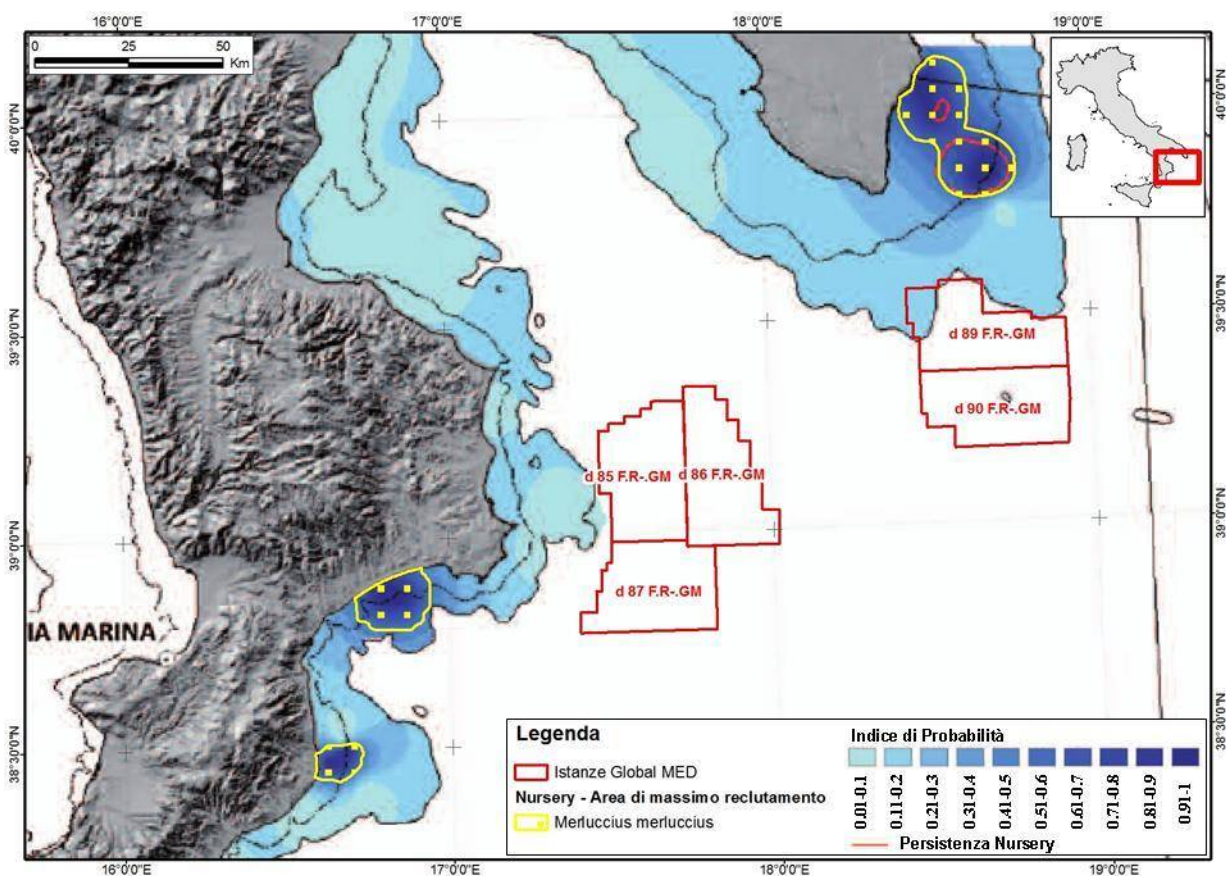 16°0'0"E 17°0'0"E 18°0'0"E 19°0'0"E
0 25 50
Km
40°0'0"N
40°0'0"N
39°30'0"N
39°30'0"N
d 89 F.R-.GM
d 90 F.R-.GM
d 85 F.R-.GM
d 86 F.R-.GM
39°0'0"N
39°0'0"N
d 87 F.R-.GM
IA MARINA
38°30'0"N
38°30'0"N
Legenda
Istanze Global MED
Nursery - Area di massimo reclutamento
Merluccius merluccius
Indice di Probabilità
0.01-0.1
0.11-0.2
0.21-0.3
0.31-0.4
0.41-0.5
0.51-0.6
0.61-0.7
0.71-0.8
0.81-0.9
0.91-1
Persistenza Nursery
16°0'0"E 17°0'0"E 18°0'0"E 19°0'0"E